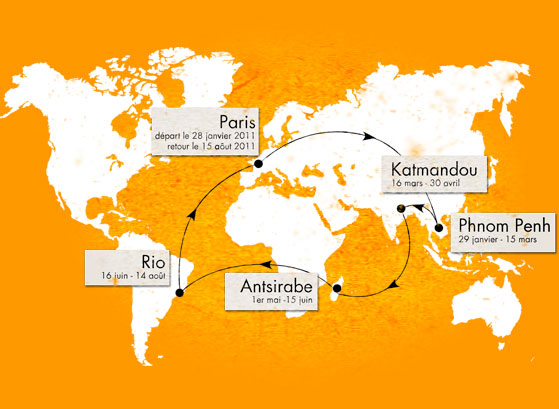 Paris
départ le 28 janvier 2011
retour le 15 août 2011
Katmandou
16 mars - 30 avril
Phnom Penh
29 janvier - 15 mars
Rio
16 juin - 14 août
Antsirabe
1er mai -15 juin